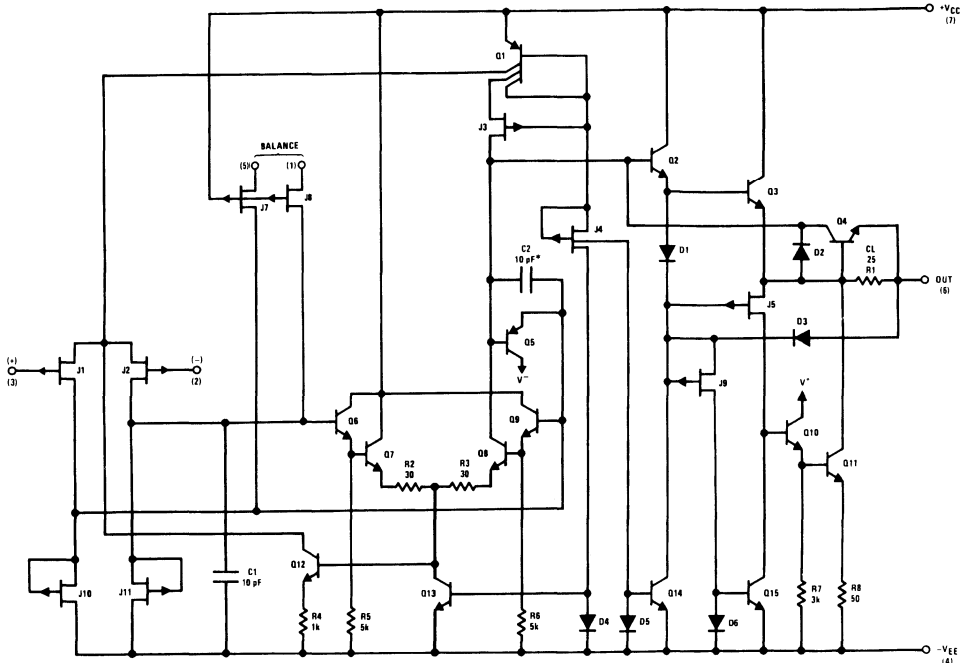 +VCC
(7)
Q1
J3
BALANCE
(5)
(1)
J7
J8
Q2
Q3
J4
Q4
C2
10 pF*
D1
D2
CL
25
R1
OUT
(6)
J5
D3
Q5
V−
(+)
(3)
J1
J2
(−)
(2)
J9
V+
Q6
Q9
Q7
Q8
Q10
Q11
R2
30
R3
30
C1
10 pF
Q12
Q13
Q14
Q15
J10
J11
R4
1k
R5
5k
R6
5k
D4
D5
D6
R7
3k
R8
50
−VEE
(4)